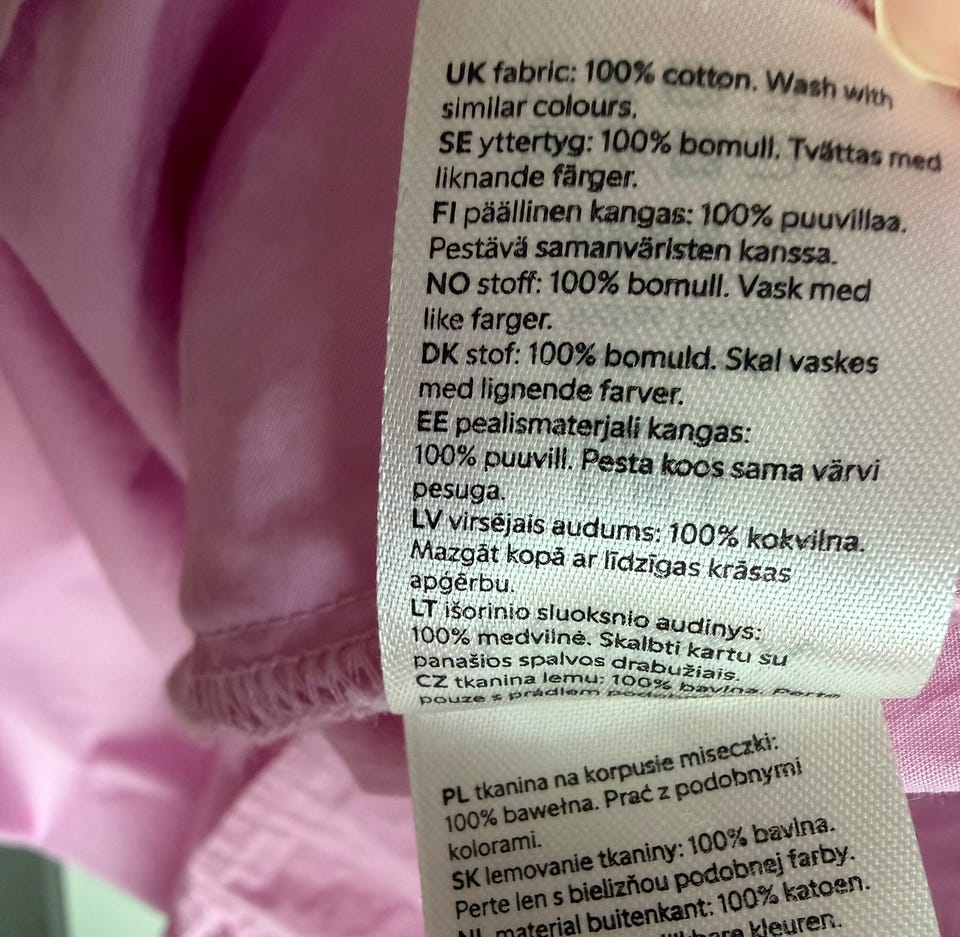 UK fabric: 100% cotton. Wash with
similar colours.
SE yttertyg: 100% bomull. Tvättas med
liknande färger.
FI päällinen kangas: 100% puuvillaa.
Pestävä samanväristen kanssa.
NO stoff: 100% bomull. Vask med
like farger.
DK stof: 100% bomuld. Skal vaskes
med lignende farver.
EE pealismaterjali kangas:
100% puuvill. Pesta koos sama värvi
pesuga.
LV virsējais audums: 100% kokvilna.
Mazgāt kopā ar līdzīgas krāsas
apģērbu.
LT išorinio sluoksnio audinys:
100% medvilnė. Skalbti kartu su
panašios spalvos drabužiais.
CZ tkanina lemu: 100% bavlna. Perte
pouze s prádlem
PL tkanina na korpusie miseczki:
100% bawełna. Prać z podobnymi
kolorami.
SK lemovanie tkaniny: 100% bavlna.
Perte len s bielizňou podobnej farby.
NL material buitenkant: 100% katoen.
kleuren.